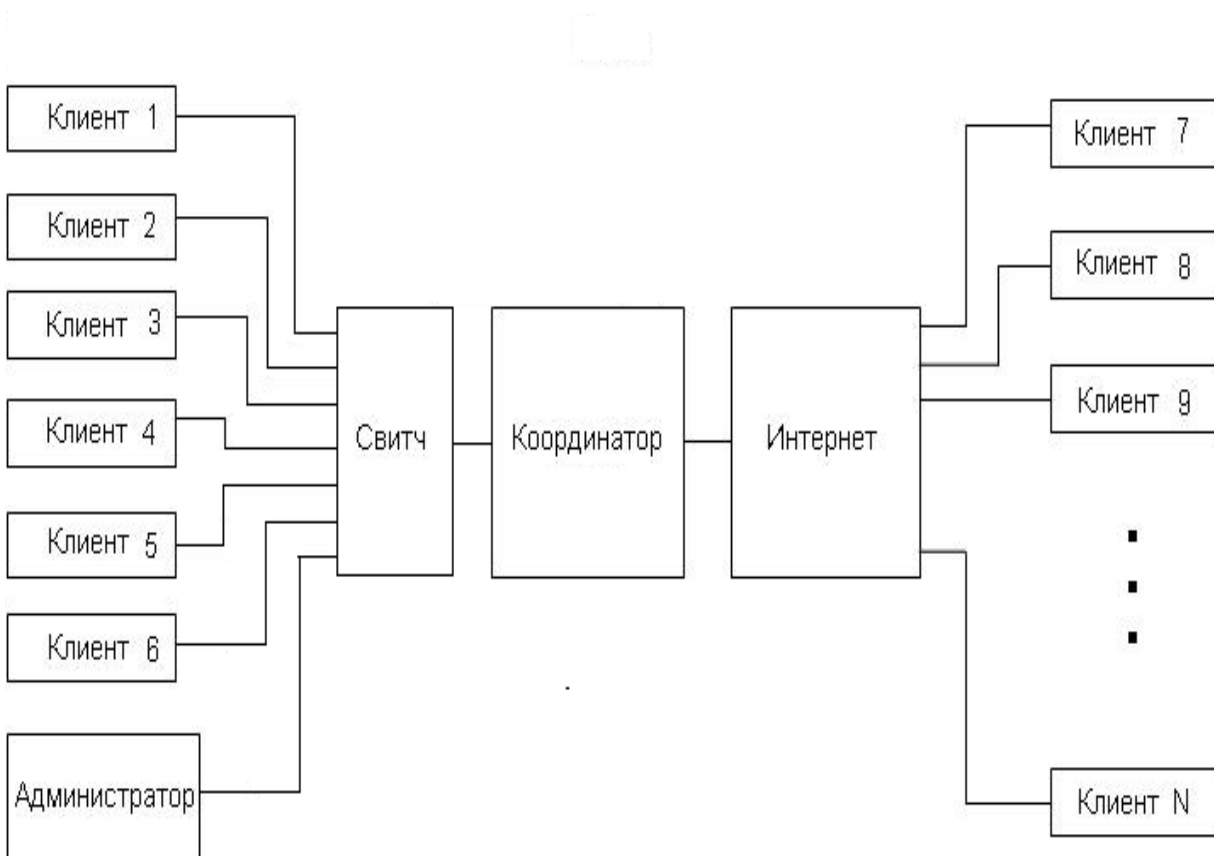 Клиент 1
Клиент 2
Клиент 3
Клиент 4
Клиент 5
Клиент 6
Администратор
Свитч
Координатор
Интернет
Клиент 7
Клиент 8
Клиент 9
Клиент N